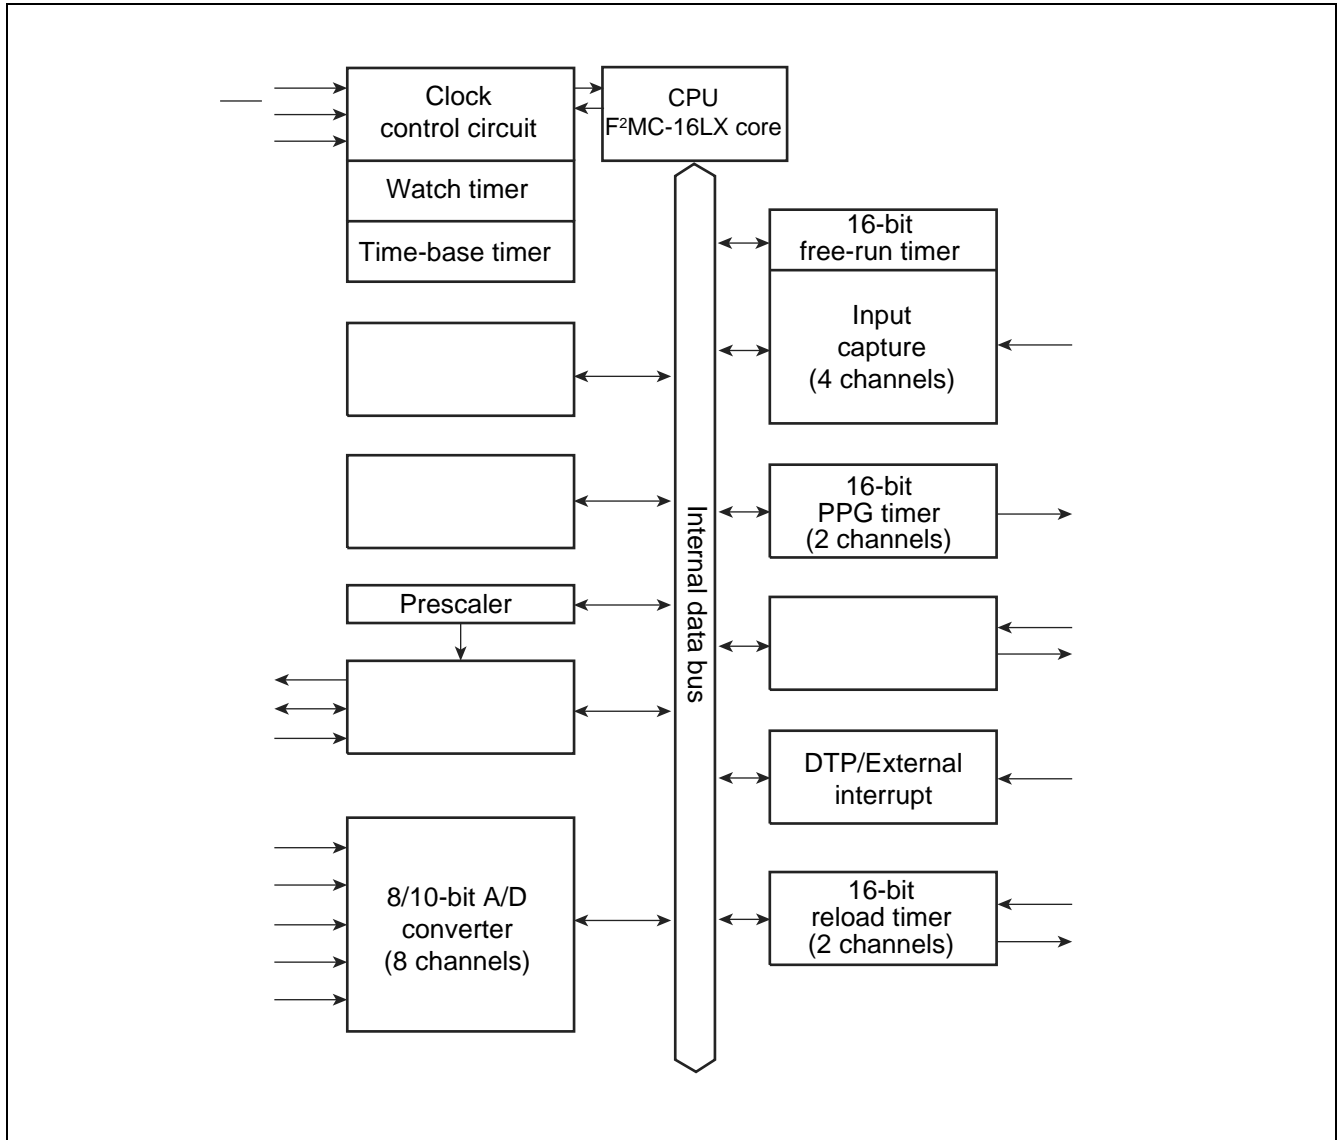 Clock
control circuit
CPU
F²MC-16LX core
Watch timer
Time-base timer
16-bit
free-run timer
Input
capture
(4 channels)
16-bit
PPG timer
(2 channels)
Internal data bus
Prescaler
DTP/External
interrupt
8/10-bit A/D
converter
(8 channels)
16-bit
reload timer
(2 channels)